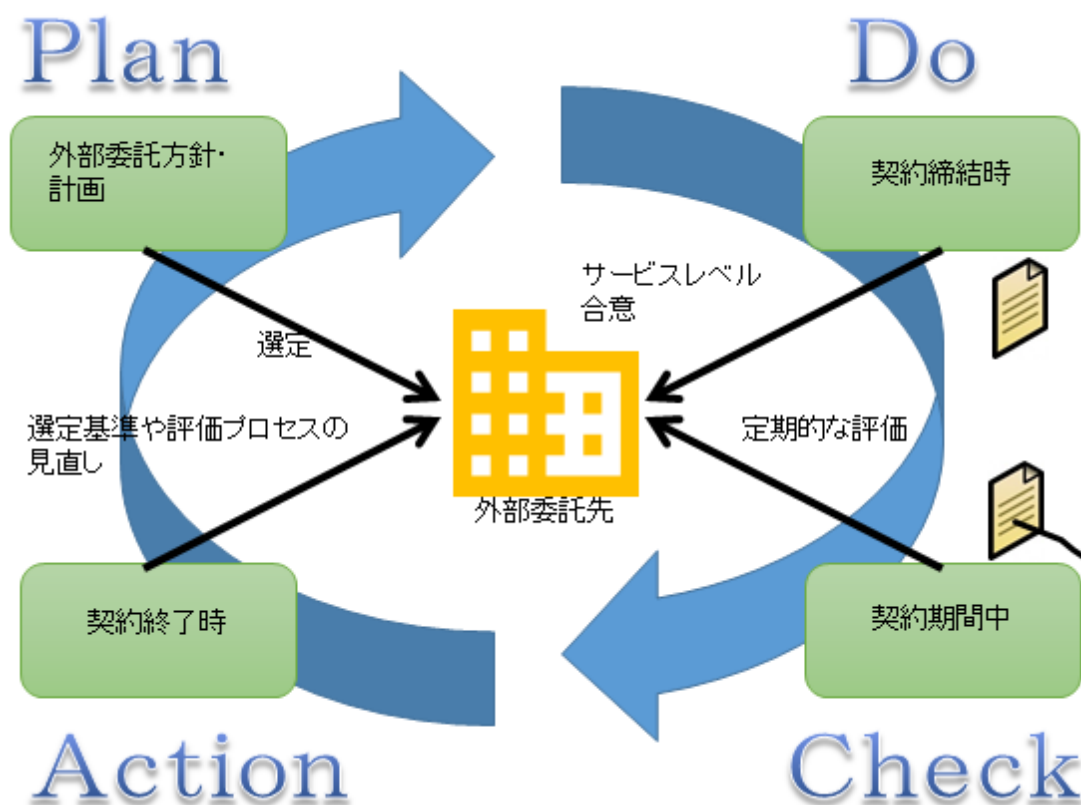 Plan
Do
外部委託方針・
計画
契約締結時
サービスレベル
合意
選定
選定基準や評価プロセスの
見直し
定期的な評価
外部委託先
契約終了時
契約期間中
Action
Check